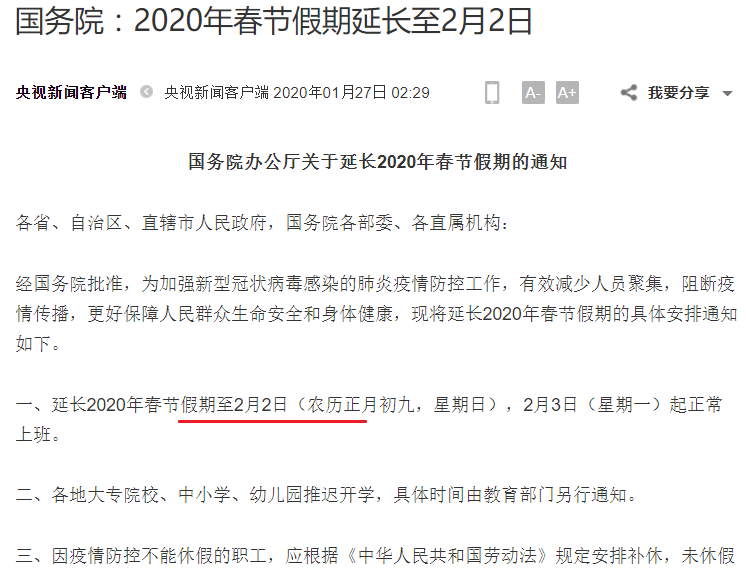 国务院：2020年春节假期延长至2月2日
央视新闻客户端 央视新闻客户端 2020年01月27日 02:29 A- A+ 我要分享
国务院办公厅关于延长2020年春节假期的通知
各省、自治区、直辖市人民政府，国务院各部委、各直属机构：
经国务院批准，为加强新型冠状病毒感染的肺炎疫情防控工作，有效减少人员聚集，阻断疫
情传播，更好保障人民群众生命安全和身体健康，现将延长2020年春节假期的具体安排通知
如下。
一、延长2020年春节假期至2月2日（农历正月初九，星期日），2月3日（星期一）起正常
上班。
二、各地大专院校、中小学、幼儿园推迟开学，具体时间由教育部门另行通知。
三、因疫情防控不能休假的职工，应根据《中华人民共和国劳动法》规定安排补休，未休假